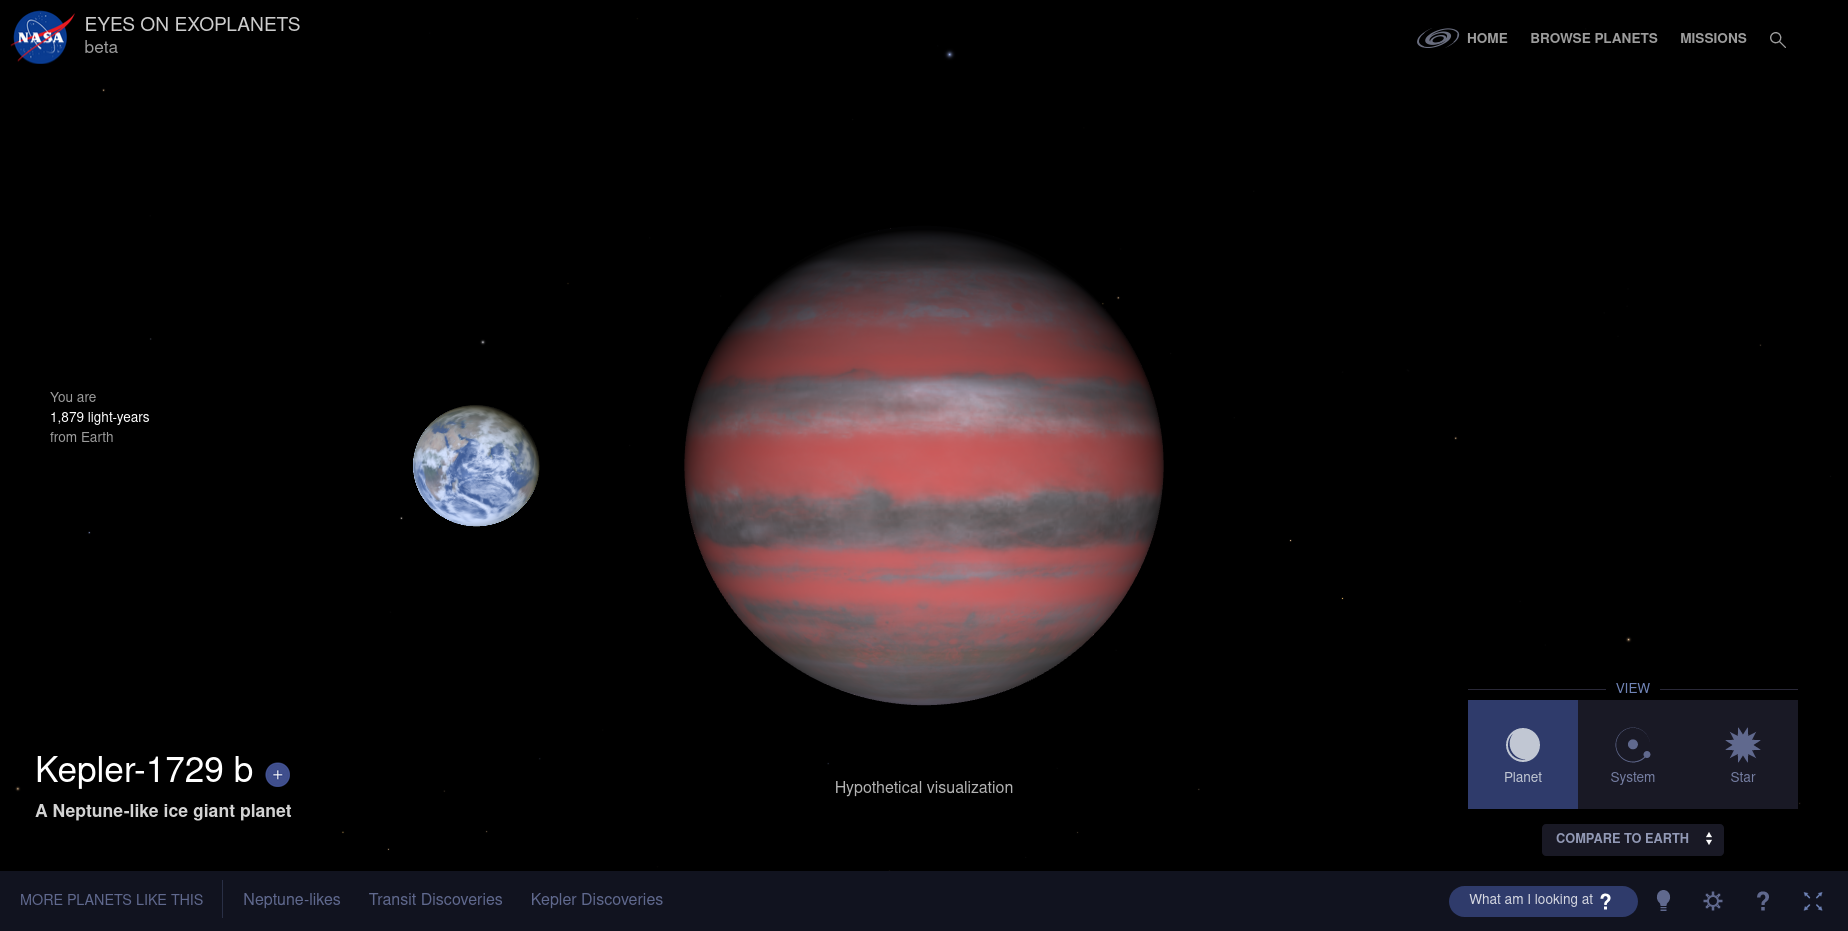 NASA
EYES ON EXOPLANETS
beta
HOME
BROWSE PLANETS
MISSIONS
You are
1,879 light-years
from Earth
Kepler-1729 b +
A Neptune-like ice giant planet
Hypothetical visualization
VIEW
Planet
System
Star
COMPARE TO EARTH
MORE PLANETS LIKE THIS
Neptune-likes
Transit Discoveries
Kepler Discoveries
What am I looking at ?
?